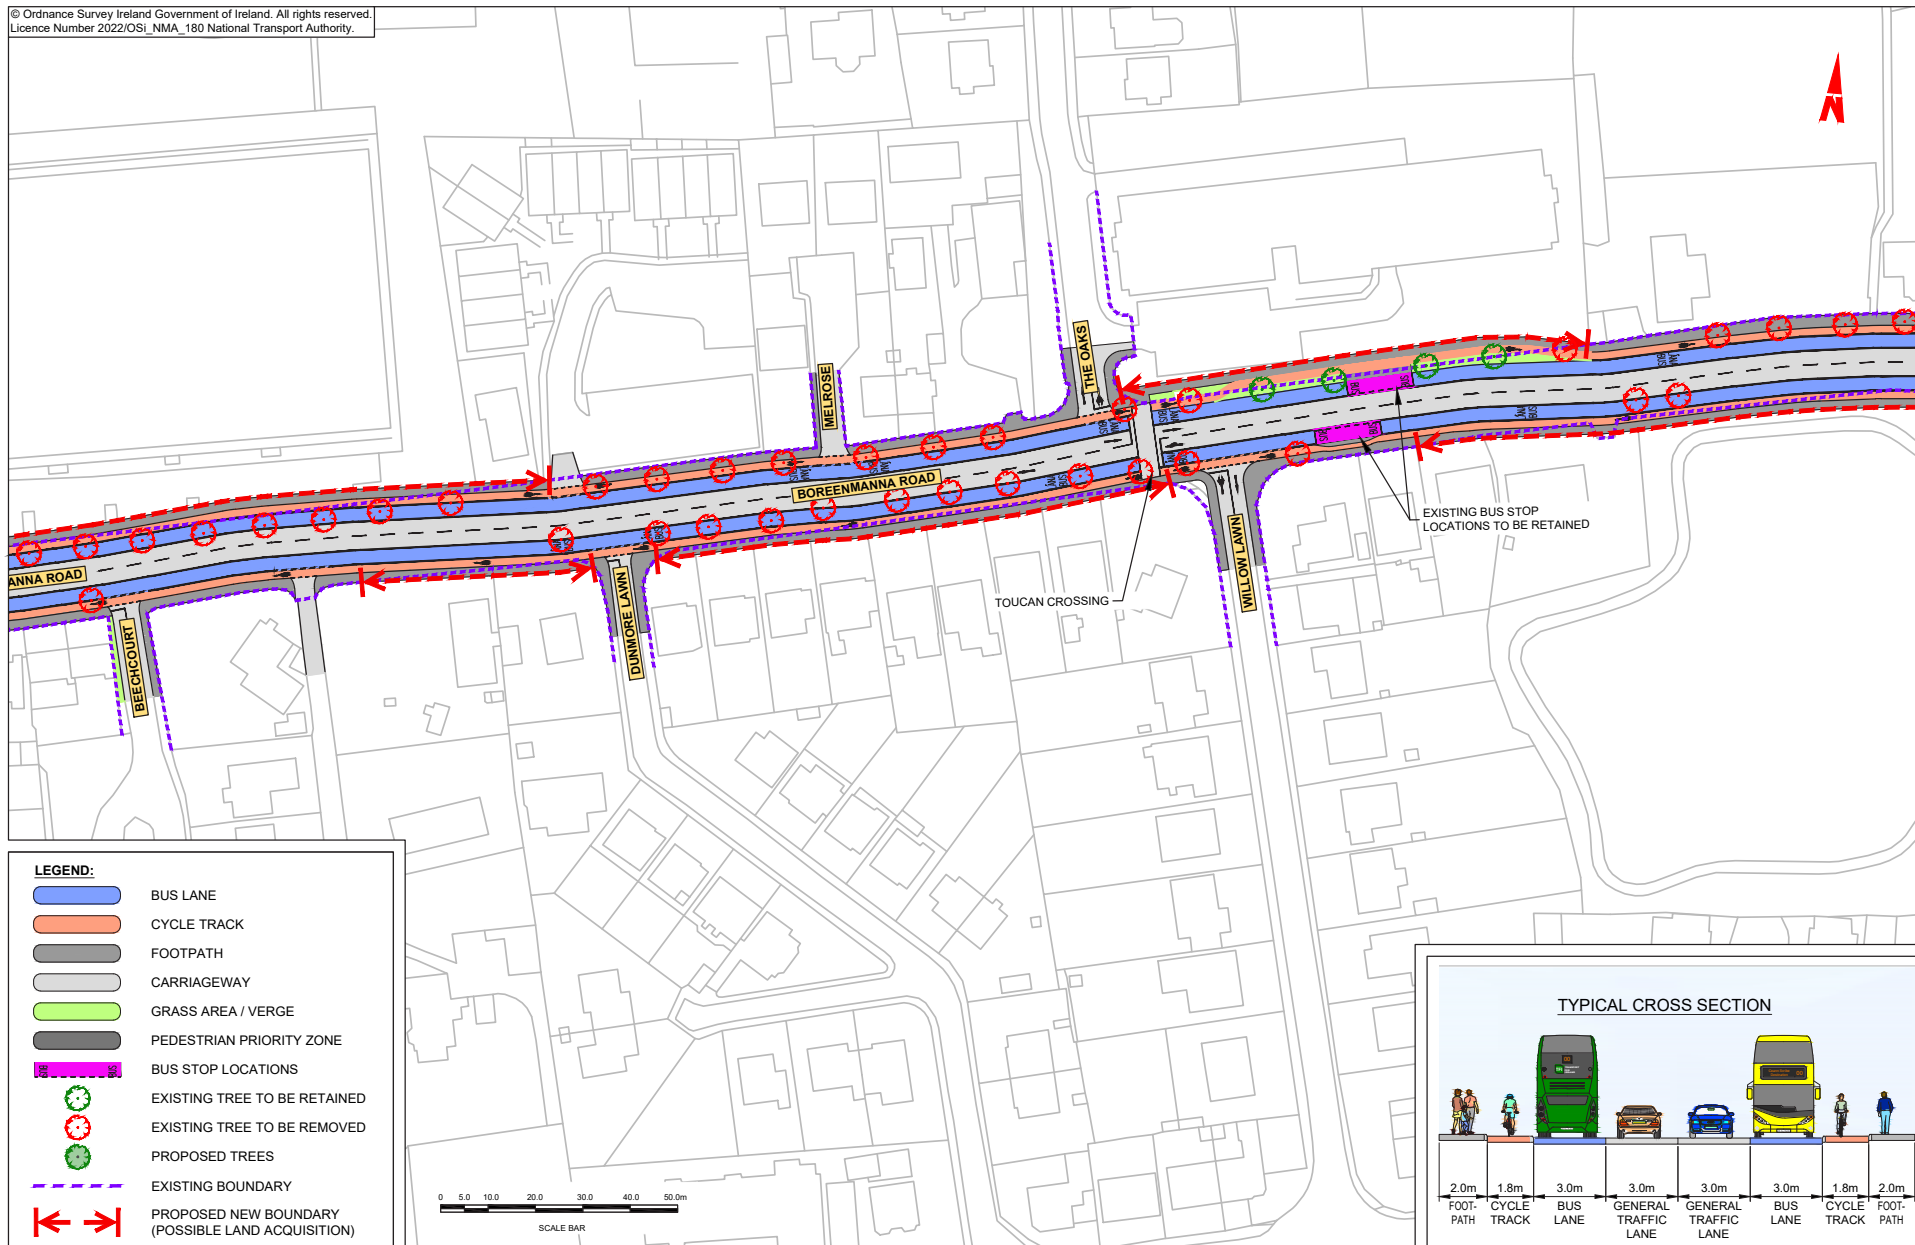 © Ordnance Survey Ireland Government of Ireland. All rights reserved.
Licence Number 2022/OSi_NMA_180 National Transport Authority.
THE OAKS
MELROSE
BOREENMANNA ROAD
ANNA ROAD
BEECHCOURT
DUNMORE LAWN
WILLOW LAWN
TOUCAN CROSSING
EXISTING BUS STOP
LOCATIONS TO BE RETAINED
BUS
LANE
LEGEND:
BUS LANE
CYCLE TRACK
FOOTPATH
CARRIAGEWAY
GRASS AREA / VERGE
PEDESTRIAN PRIORITY ZONE
BUS BUS
BUS STOP LOCATIONS
EXISTING TREE TO BE RETAINED
EXISTING TREE TO BE REMOVED
PROPOSED TREES
EXISTING BOUNDARY
PROPOSED NEW BOUNDARY
(POSSIBLE LAND ACQUISITION)
0 5.0 10.0 20.0 30.0 40.0 50.0m
SCALE BAR
TYPICAL CROSS SECTION
2.0m 1.8m 3.0m 3.0m 3.0m 3.0m 1.8m 2.0m
FOOT- CYCLE BUS GENERAL GENERAL BUS CYCLE FOOT-
PATH TRACK LANE TRAFFIC TRAFFIC LANE TRACK PATH
LANE LANE